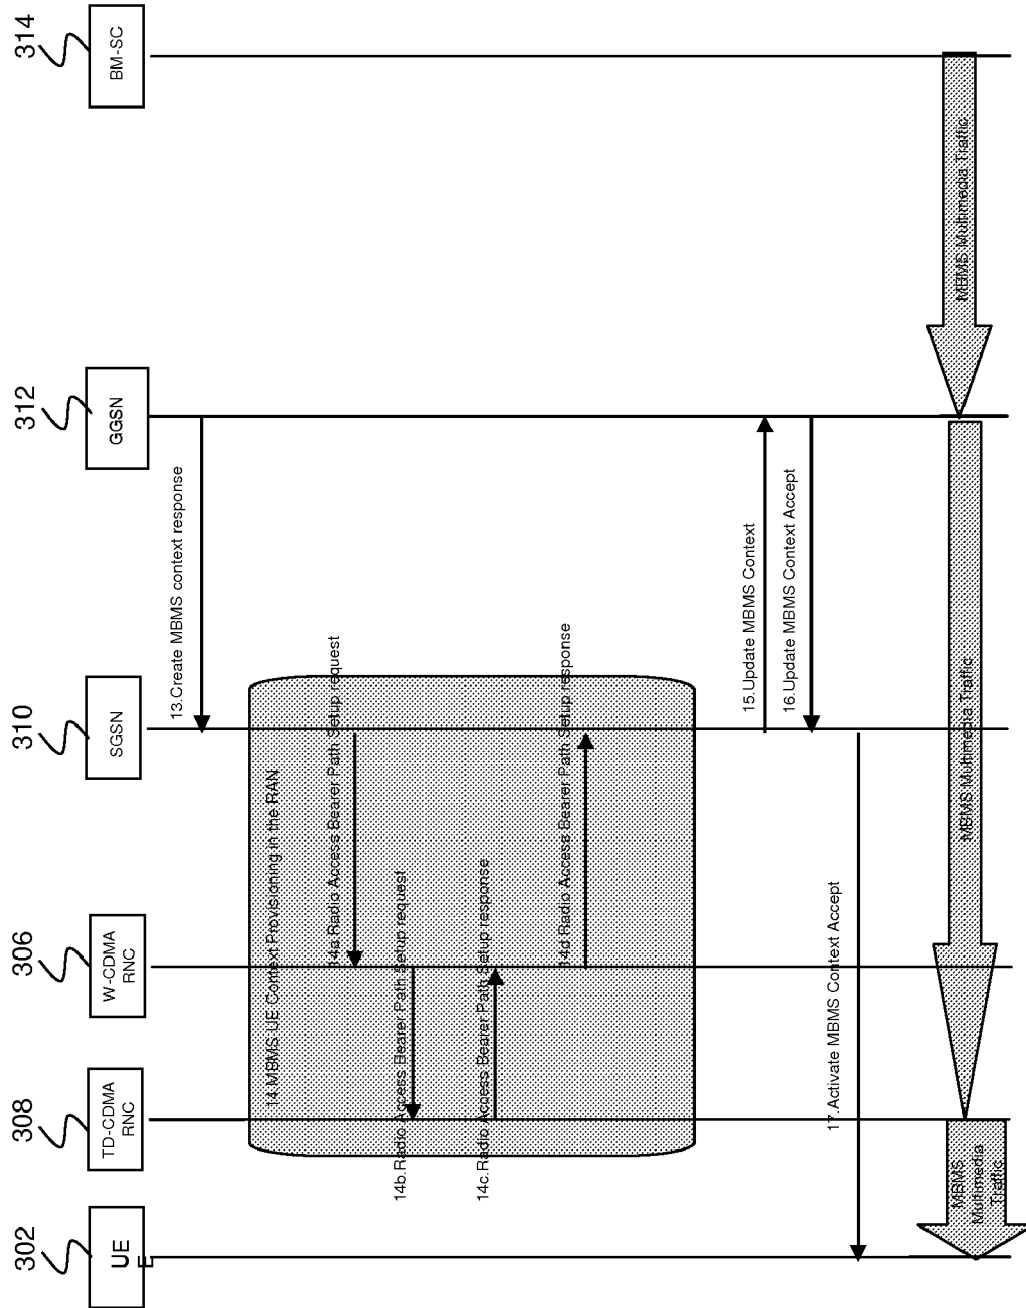 302
308
306
310
312
314
UE
E
TD-CDMA
RNC
W-CDMA
RNC
SGSN
GGSN
BM-SC
13.Create MBMS context response
14.MBMS UE Context Provisioning in the RAN
14a.Radio Access Bearer Path Setup request
14b.Radio Access Bearer Path Setup request
14c.Radio Access Bearer Path Setup response
14d.Radio Access Bearer Path Setup response
15.Update MBMS Context
16.Update MBMS Context Accept
17.Activate MBMS Context Accept
MBMS
Multimedia
Traffic
MBMS Multimedia Traffic
MBMS Multimedia Traffic